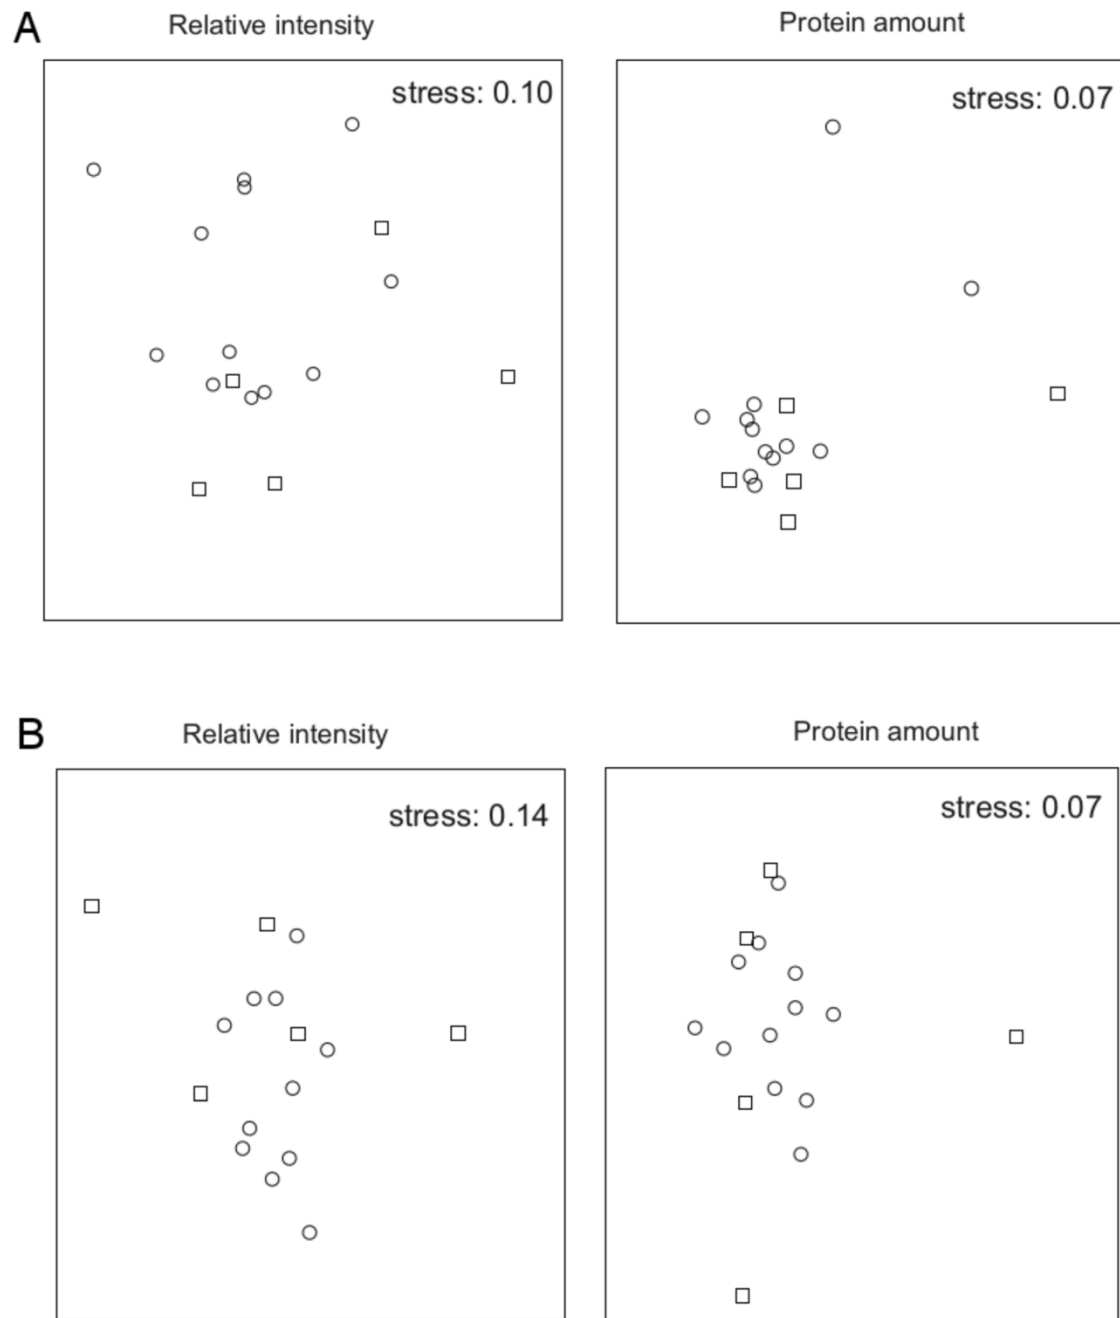 A
Relative intensity
Protein amount
stress: 0.10
stress: 0.07
B
Relative intensity
Protein amount
stress: 0.14
stress: 0.07